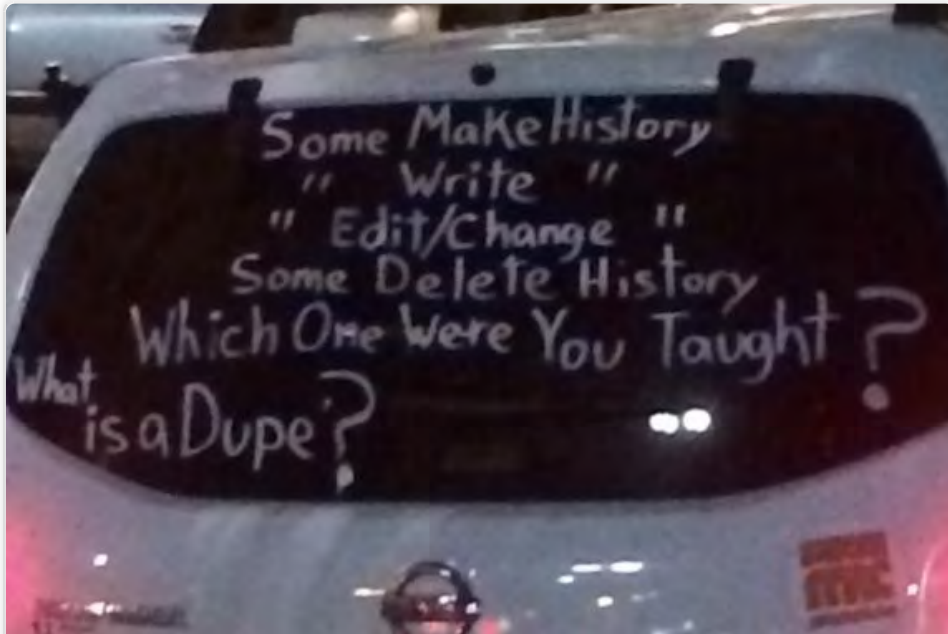 Some Make History
" Write "
" Edit/Change "
Some Delete History
Which One Were You Taught?
What
is a Dupe?